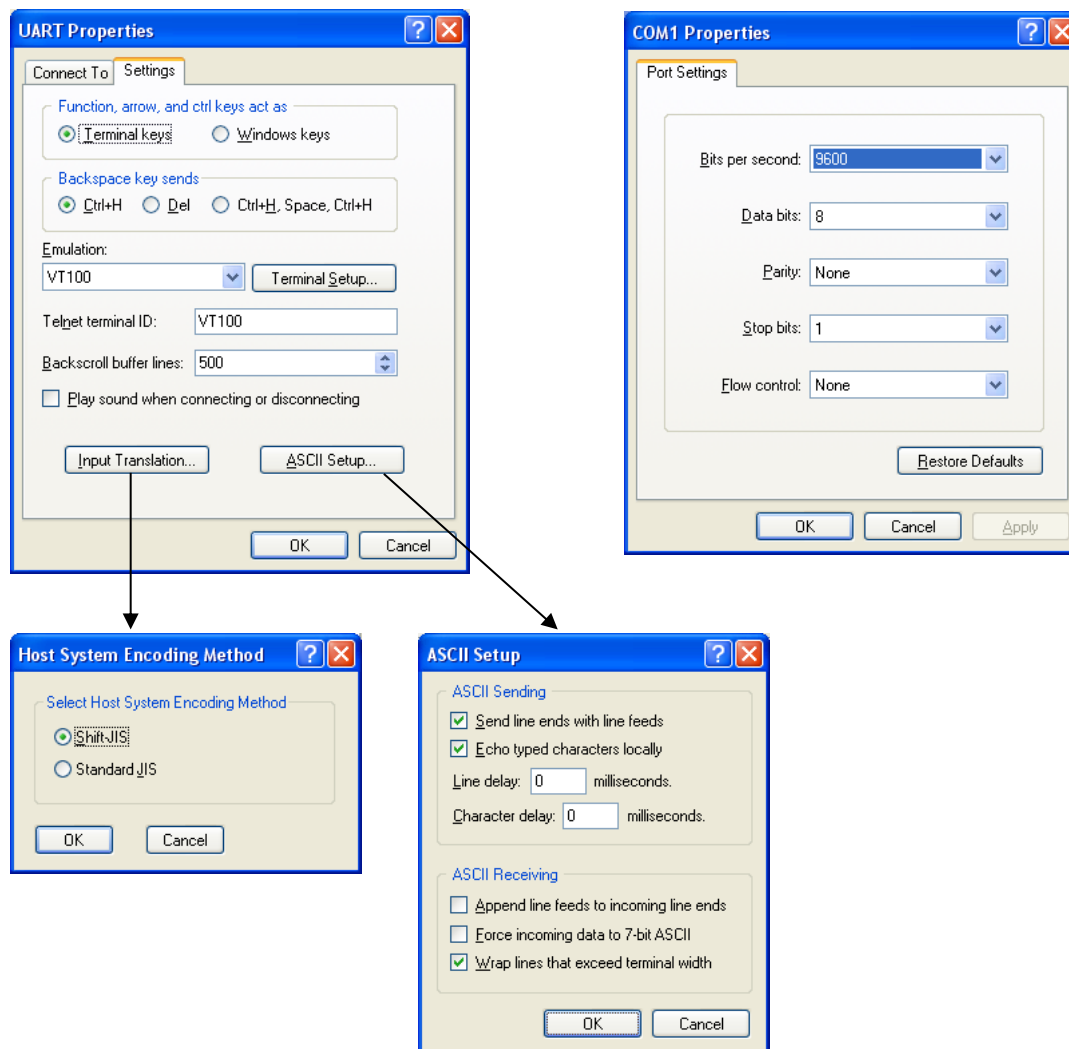 UART Properties
Connect To
Settings
Function, arrow, and ctrl keys act as
Terminal keys
Windows keys
Backspace key sends
Ctrl+H
Del
Ctrl+H, Space, Ctrl+H
Emulation:
VT100
Terminal Setup...
Telnet terminal ID:
VT100
Backscroll buffer lines:
500
Play sound when connecting or disconnecting
Input Translation...
ASCII Setup...
OK
Cancel
COM1 Properties
Port Settings
Bits per second:
9600
Data bits:
8
Parity:
None
Stop bits:
1
Flow control:
None
Restore Defaults
OK
Cancel
Apply
Host System Encoding Method
Select Host System Encoding Method
Shift-JIS
Standard JIS
OK
Cancel
ASCII Setup
ASCII Sending
Send line ends with line feeds
Echo typed characters locally
Line delay:
0
milliseconds.
Character delay:
0
milliseconds.
ASCII Receiving
Append line feeds to incoming line ends
Force incoming data to 7-bit ASCII
Wrap lines that exceed terminal width
OK
Cancel